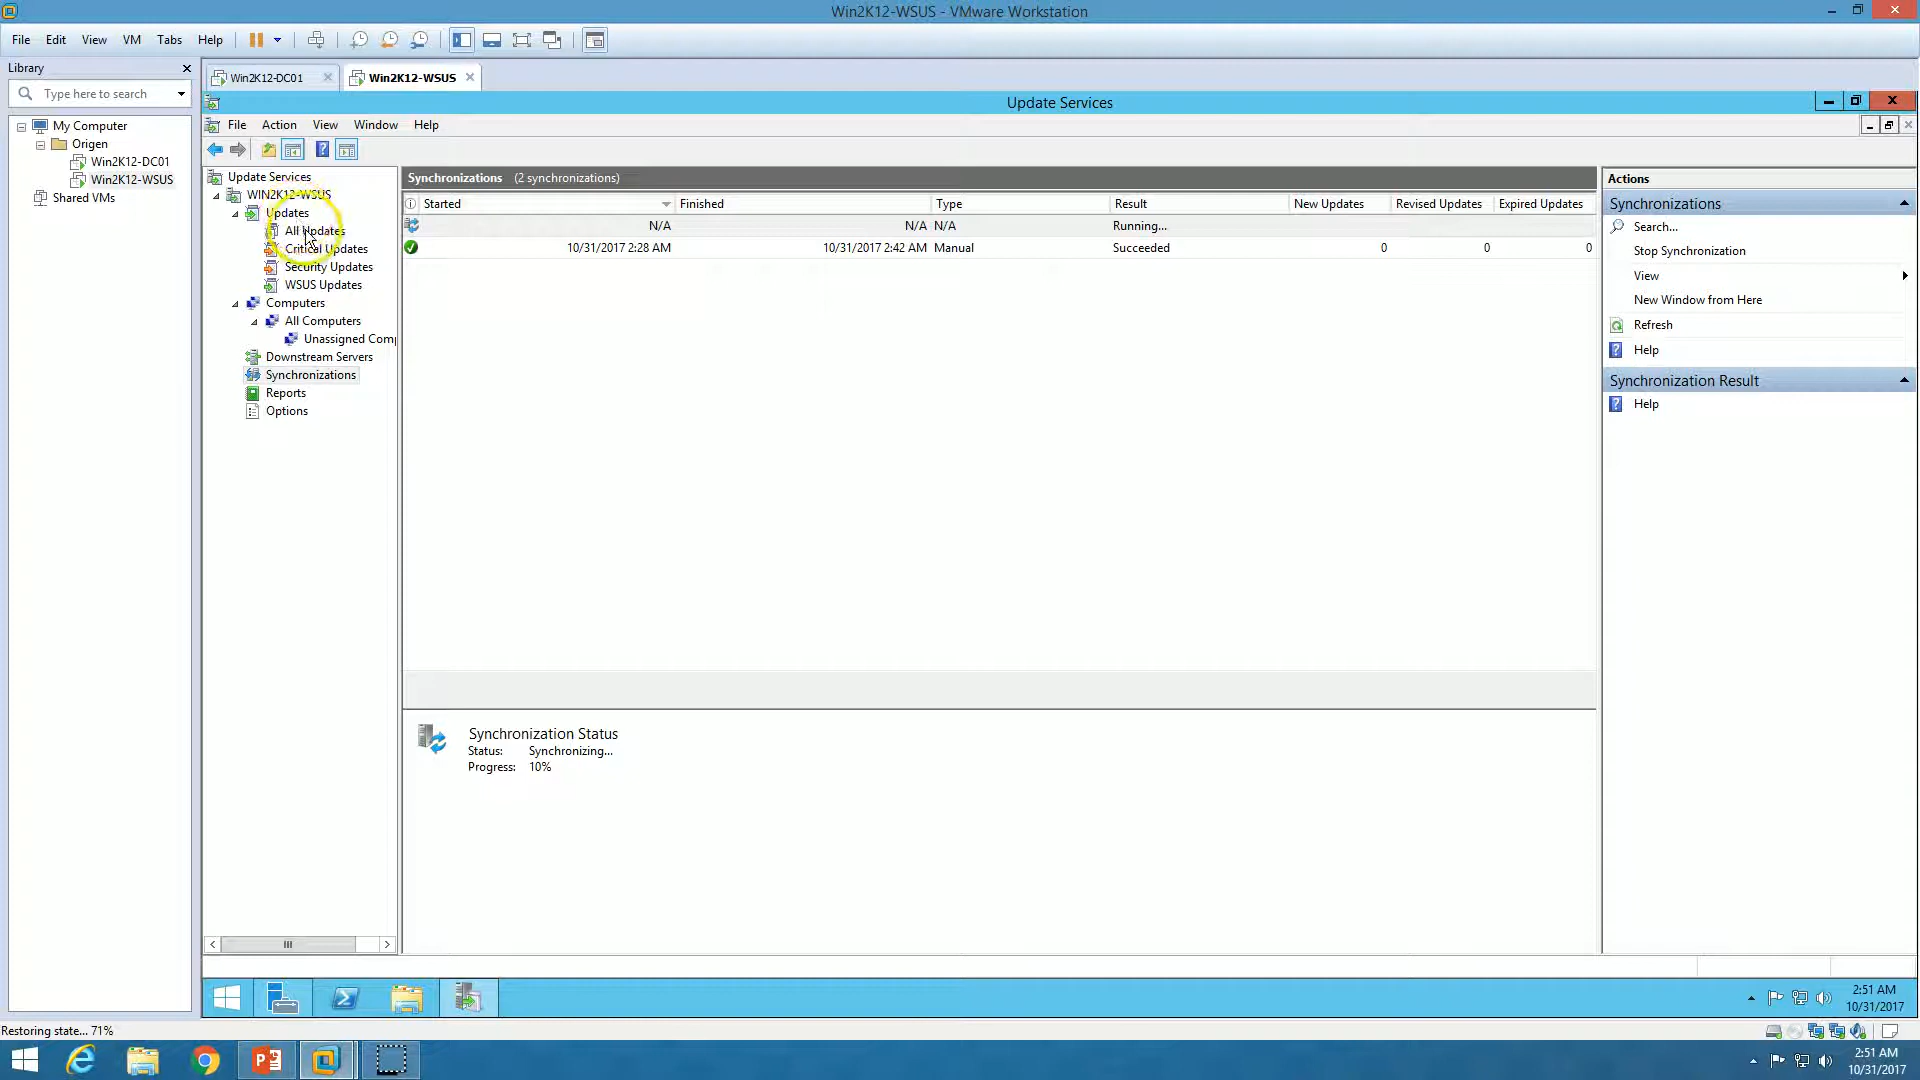 Win2K12-WSUS - VMware Workstation
File Edit View VM Tabs Help
Library
Type here to search
My Computer
Origen
Win2K12-DC01
Win2K12-WSUS
Shared VMs
Win2K12-DC01 Win2K12-WSUS
Update Services
File Action View Window Help
Update Services
WIN2K12-WSUS
Updates
All Updates
Critical Updates
Security Updates
WSUS Updates
Computers
All Computers
Unassigned Comp
Downstream Servers
Synchronizations
Reports
Options
Synchronizations (2 synchronizations)
Started Finished Type Result New Updates Revised Updates Expired Updates
N/A N/A N/A Running...
10/31/2017 2:28 AM 10/31/2017 2:42 AM Manual Succeeded 0 0 0
Synchronization Status
Status: Synchronizing...
Progress: 10%
Actions
Synchronizations
Search...
Stop Synchronization
View
New Window from Here
Refresh
Help
Synchronization Result
Help
2:51 AM
10/31/2017
Restoring state... 71%
2:51 AM
10/31/2017